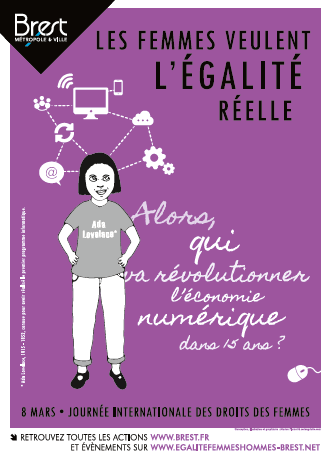 Brest
MÉTROPOLE & VILLE
LES FEMMES VEULENT
L'ÉGALITÉ
RÉELLE
@
Ada
Lovelace*
Alors,
qui
va révolutionner
l'économie
numérique
dans 15 ans ?
* Ada Lovelace, 1815 - 1852, connue pour avoir réalisé le premier programme informatique.
8 MARS • JOURNÉE INTERNATIONALE DES DROITS DES FEMMES
RETROUVEZ TOUTES LES ACTIONS WWW.BREST.FR
ET ÉVÈNEMENTS SUR WWW.EGALITEFEMMESHOMMES-BREST.NET